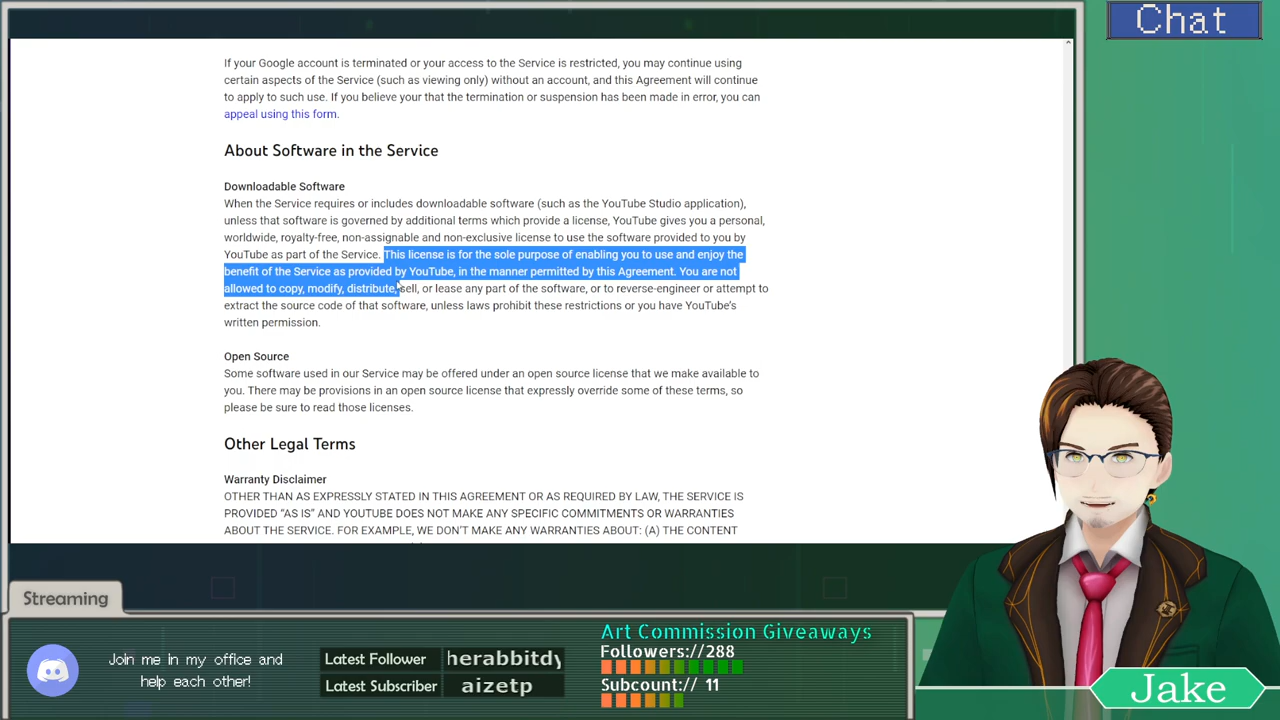 Chat
If your Google account is terminated or your access to the Service is restricted, you may continue using
certain aspects of the Service (such as viewing only) without an account, and this Agreement will continue
to apply to such use. If you believe your that the termination or suspension has been made in error, you can
appeal using this form.
About Software in the Service
Downloadable Software
When the Service requires or includes downloadable software (such as the YouTube Studio application),
unless that software is governed by additional terms which provide a license, YouTube gives you a personal,
worldwide, royalty-free, non-assignable and non-exclusive license to use the software provided to you by
YouTube as part of the Service. This license is for the sole purpose of enabling you to use and enjoy the
benefit of the Service as provided by YouTube, in the manner permitted by this Agreement. You are not
allowed to copy, modify, distribute, sell, or lease any part of the software, or to reverse-engineer or attempt to
extract the source code of that software, unless laws prohibit these restrictions or you have YouTube's
written permission.
Open Source
Some software used in our Service may be offered under an open source license that we make available to
you. There may be provisions in an open source license that expressly override some of these terms, so
please be sure to read those licenses.
Other Legal Terms
Warranty Disclaimer
OTHER THAN AS EXPRESSLY STATED IN THIS AGREEMENT OR AS REQUIRED BY LAW, THE SERVICE IS
PROVIDED “AS IS” AND YOUTUBE DOES NOT MAKE ANY SPECIFIC COMMITMENTS OR WARRANTIES
ABOUT THE SERVICE. FOR EXAMPLE, WE DON'T MAKE ANY WARRANTIES ABOUT: (A) THE CONTENT
Streaming
Join me in my office and
help each other!
Latest Follower herabbitdy
Latest Subscriber aizetp
Art Commission Giveaways
Followers://288
Subcount:// 11
Jake